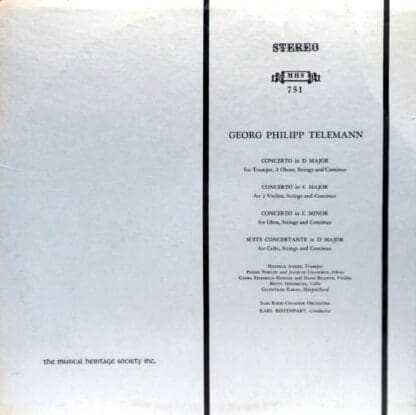 STEREO
MHS
751
GEORG PHILIPP TELEMANN
CONCERTO in D MAJOR
for Trumpet, 2 Oboes, Strings and Continuo
CONCERTO in C MAJOR
for 2 Violins, Strings and Continuo
CONCERTO in C MINOR
for Oboe, Strings and Continuo
SUITE CONCERTANTE in D MAJOR
for Cello, Strings and Continuo
Maurice André, Trumpet
Pierre Pierlot and Jacques Chambon, Oboes
Georg Friedrich Hendel and Hans Bünte, Violins
Betty Hindrichs, Cello
Guenther Karau, Harpsichord
Saar Radio Chamber Orchestra
Karl Ristenpart, Conductor
the musical heritage society inc.